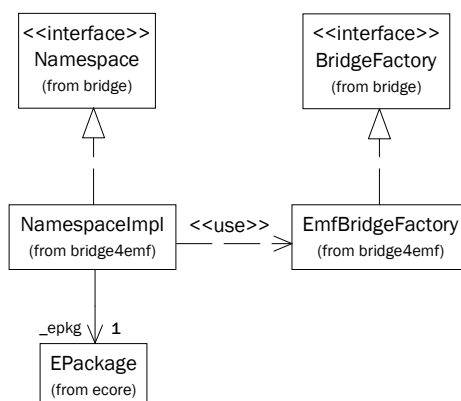 <<interface>>
Namespace
(from bridge)
<<interface>>
BridgeFactory
(from bridge)
NamespaceImpl
(from bridge4emf)
<<use>>
EmfBridgeFactory
(from bridge4emf)
_epkg 1
EPackage
(from ecore)